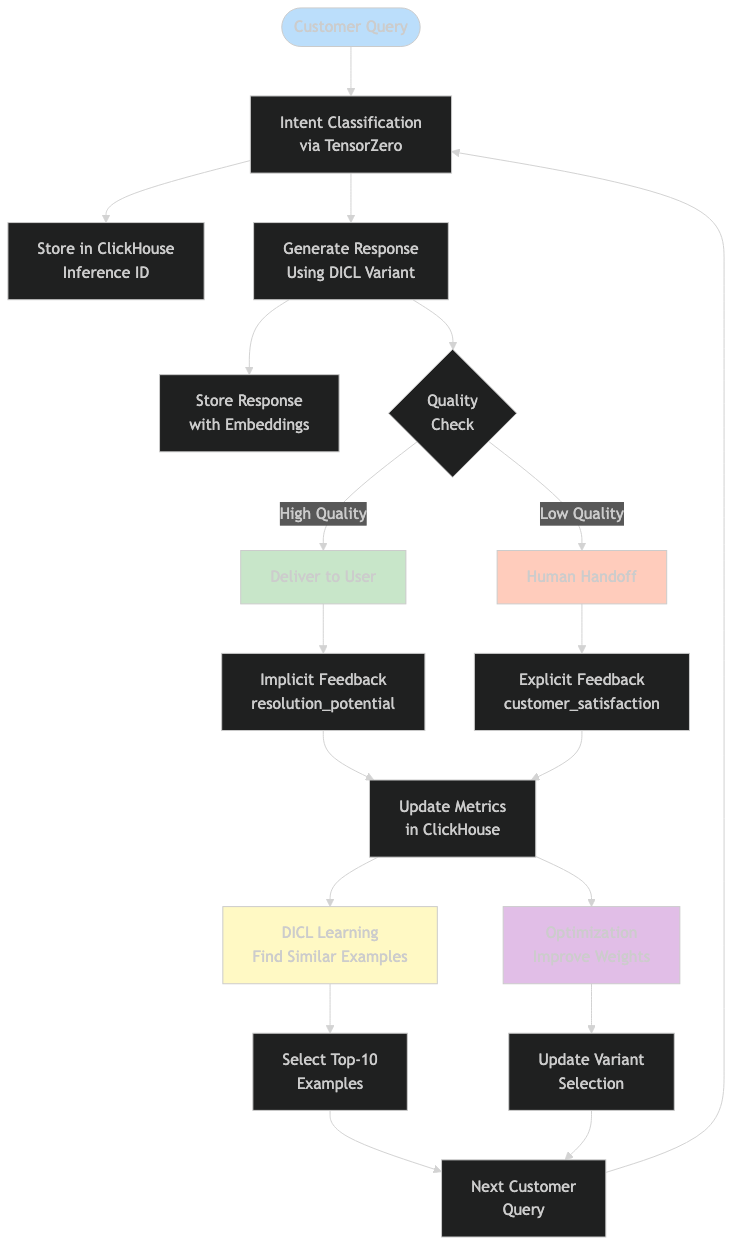 Customer Query
Intent Classification
via TensorZero
Store in ClickHouse
Inference ID
Generate Response
Using DICL Variant
Store Response
with Embeddings
Quality
Check
High Quality
Low Quality
Deliver to User
Human Handoff
Implicit Feedback
resolution_potential
Explicit Feedback
customer_satisfaction
Update Metrics
in ClickHouse
DICL Learning
Find Similar Examples
Select Top-10
Examples
Update Variant
Selection
Next Customer
Query